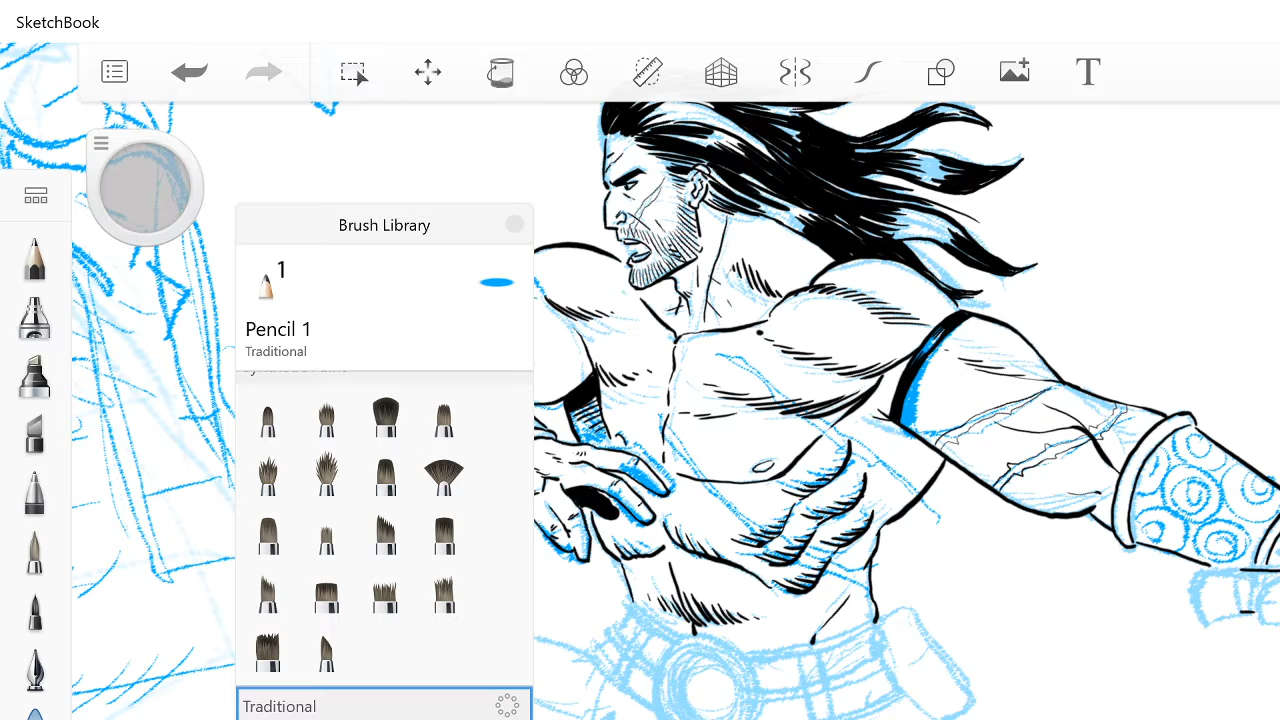 SketchBook
T
Brush Library
1
Pencil 1
Traditional
Traditional